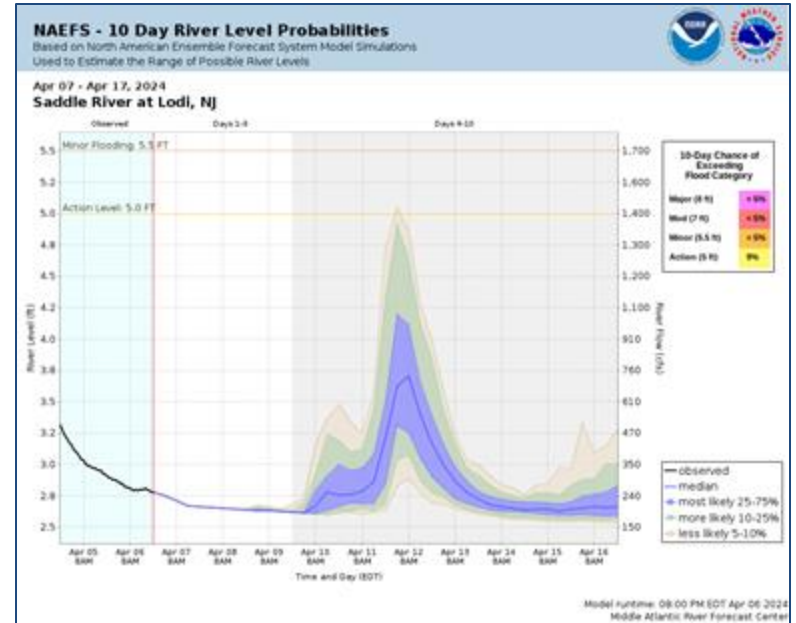 NAEFS - 10 Day River Level Probabilities
Based on North American Ensemble Forecast System Model Simulations
Used to Estimate the Range of Possible River Levels
Apr 07 - Apr 17, 2024
Saddle River at Lodi, NJ
Observed
Days 4-10
Minor Flooding: 5.5 FT
Action Level: 5.0 FT
5.5
5.2
5.0
4.8
4.5
4.2
4.0
3.8
3.5
3.2
3.0
2.8
2.5
River Level (ft)
1,700
1,600
1,400
1,300
1,200
1,100
910
760
610
470
350
240
150
River Flow (cfs)
Apr 05 8AM
Apr 06 8AM
Apr 07 8AM
Apr 08 8AM
Apr 09 8AM
Apr 10 8AM
Apr 11 8AM
Apr 12 8AM
Apr 13 8AM
Apr 14 8AM
Apr 15 8AM
Apr 16 8AM
Time and Day (EDT)
10-Day Chance of
Exceeding
Flood Category
Major (8 ft) < 5%
Mod (7 ft) < 5%
Minor (5.5 ft) < 5%
Action (5 ft) 9%
observed
median
most likely 25-75%
more likely 10-25%
less likely 5-10%
Model runtime: 08:00 PM EDT Apr 06 2024
Middle Atlantic River Forecast Center